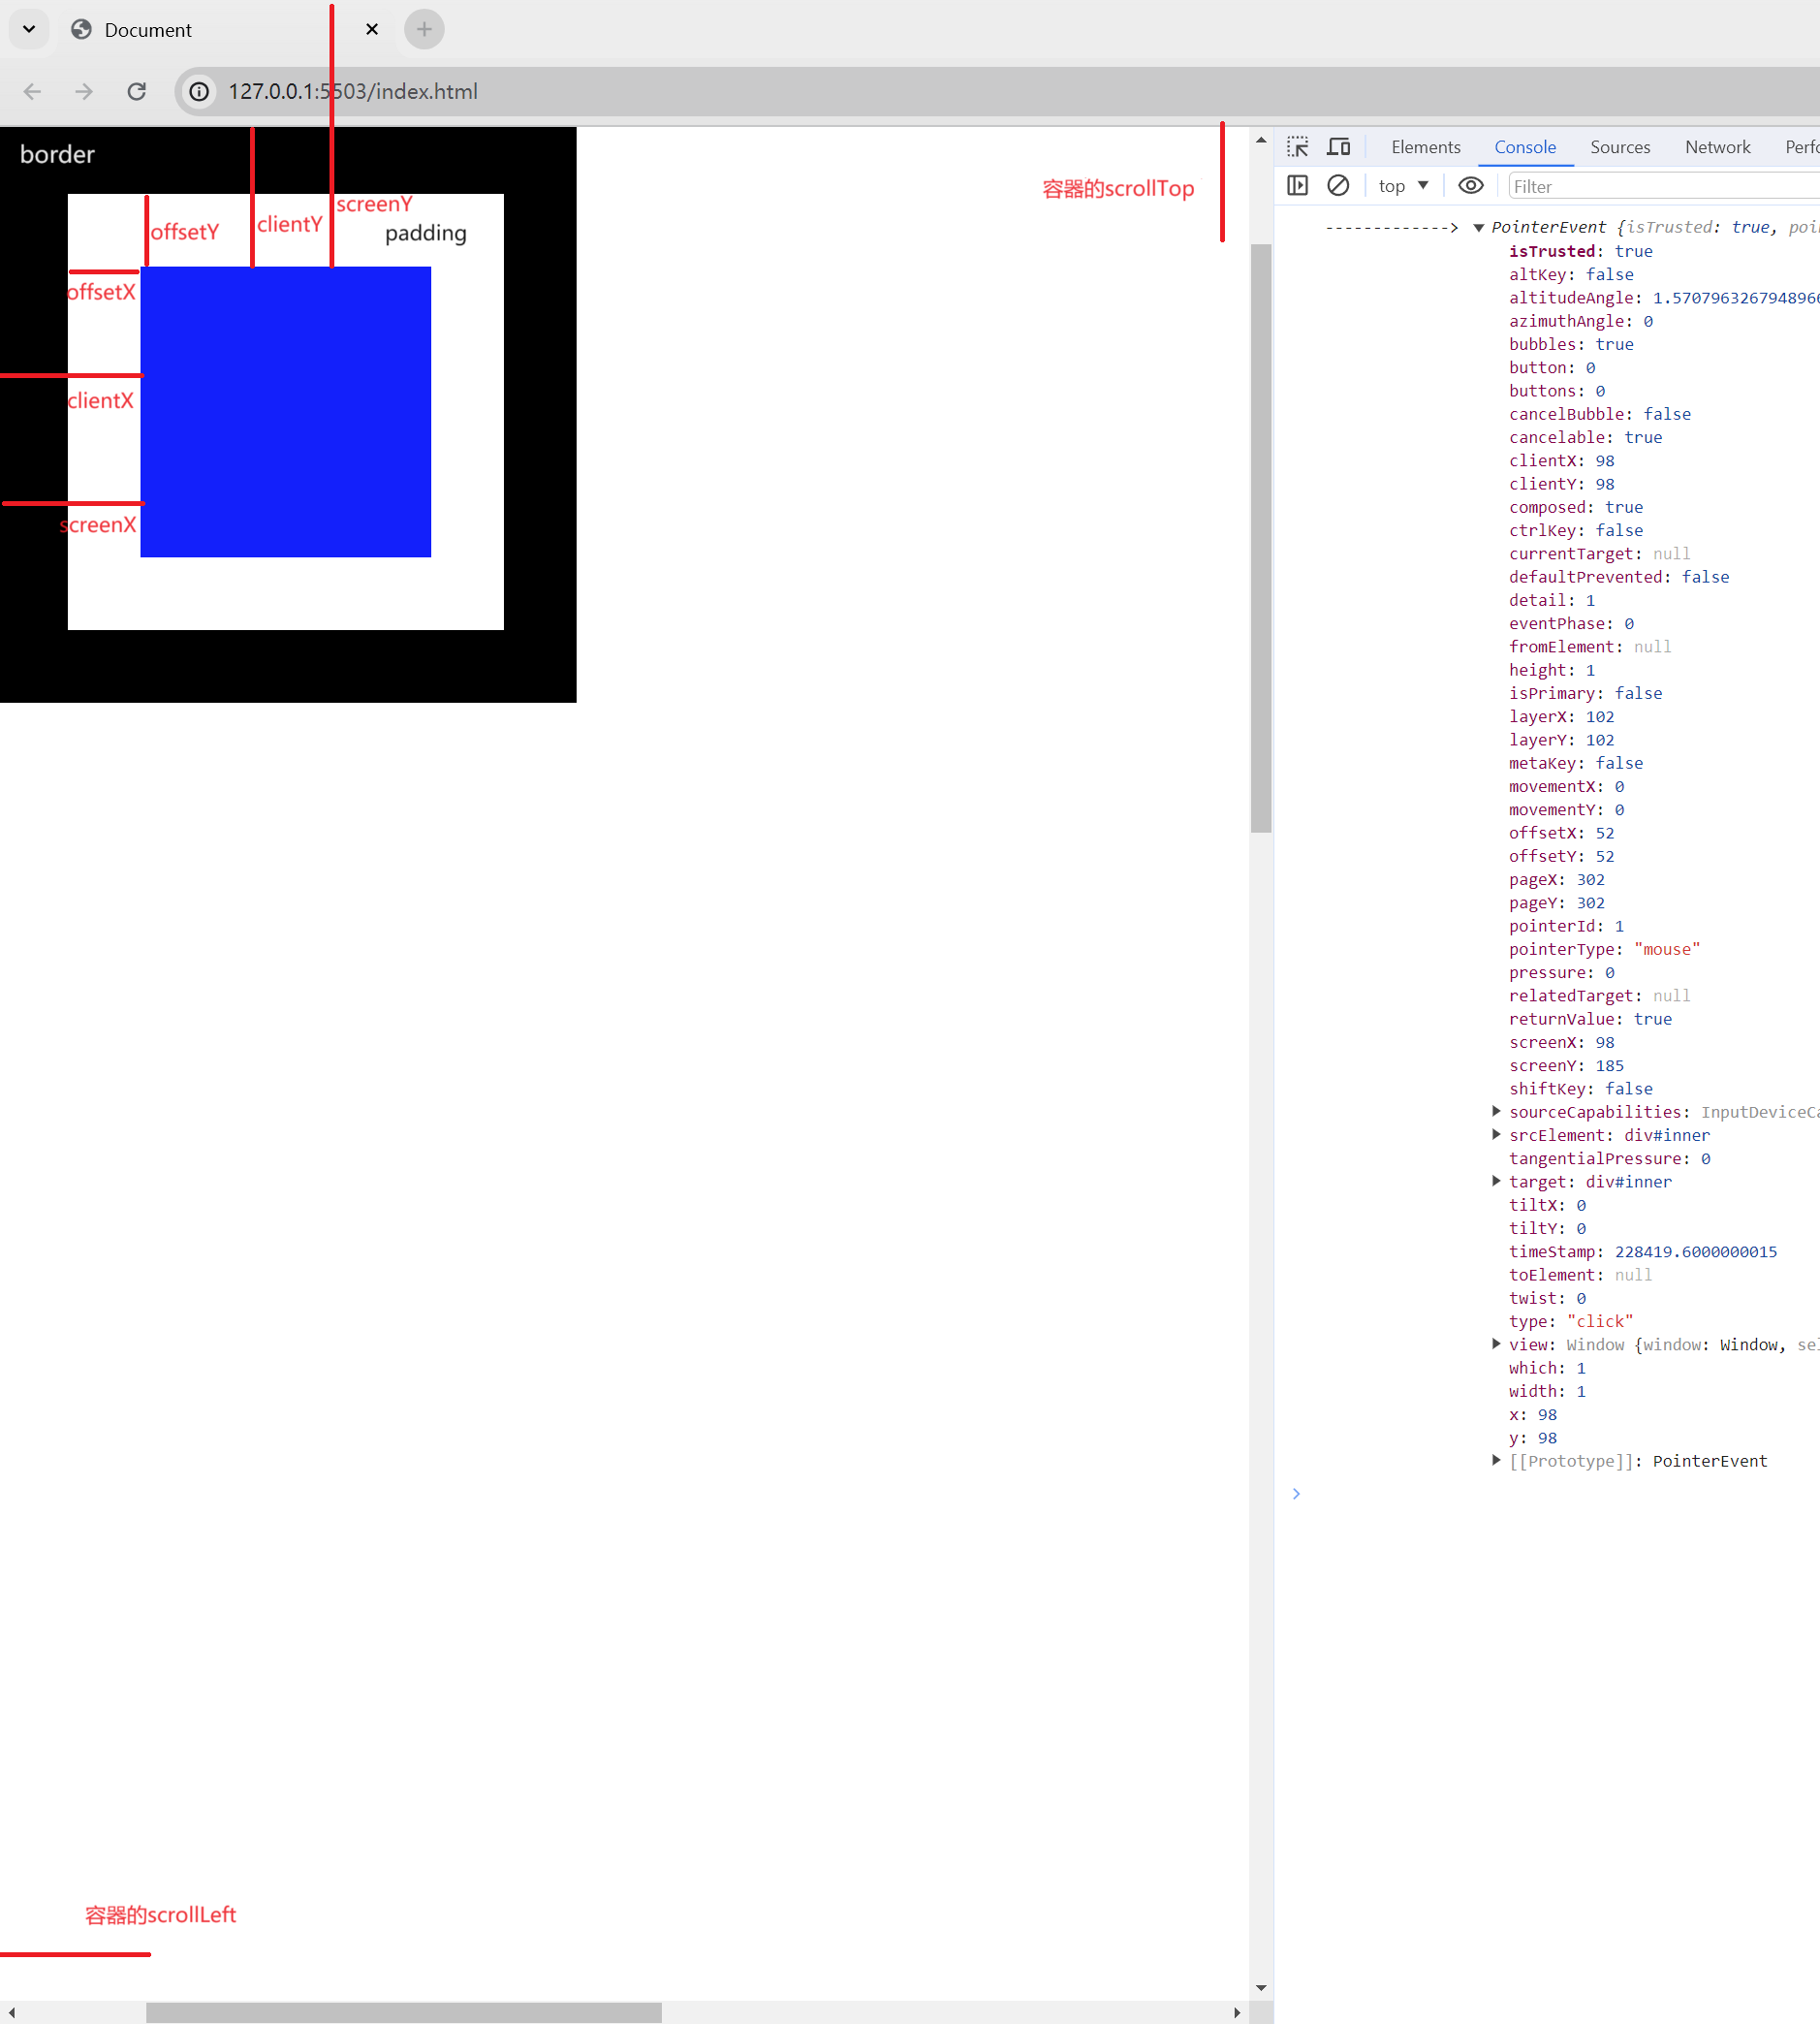 Document
127.0.0.1:5503/index.html
border
offsetY
clientY
screenY
padding
offsetX
clientX
screenX
容器的scrollTop
容器的scrollLeft
Elements Console Sources Network
top
Filter
-------------> PointerEvent {isTrusted: true,
isTrusted: true
altKey: false
altitudeAngle: 1.570796326794896
azimuthAngle: 0
bubbles: true
button: 0
buttons: 0
cancelBubble: false
cancelable: true
clientX: 98
clientY: 98
composed: true
ctrlKey: false
currentTarget: null
defaultPrevented: false
detail: 1
eventPhase: 0
fromElement: null
height: 1
isPrimary: false
layerX: 102
layerY: 102
metaKey: false
movementX: 0
movementY: 0
offsetX: 52
offsetY: 52
pageX: 302
pageY: 302
pointerId: 1
pointerType: "mouse"
pressure: 0
relatedTarget: null
returnValue: true
screenX: 98
screenY: 185
shiftKey: false
sourceCapabilities:
srcElement: div#inner
tangentialPressure: 0
target: div#inner
tiltX: 0
tiltY: 0
timeStamp: 228419.6000000015
toElement: null
twist: 0
type: "click"
view: Window {window: Window,
which: 1
width: 1
x: 98
y: 98
[[Prototype]]: PointerEvent